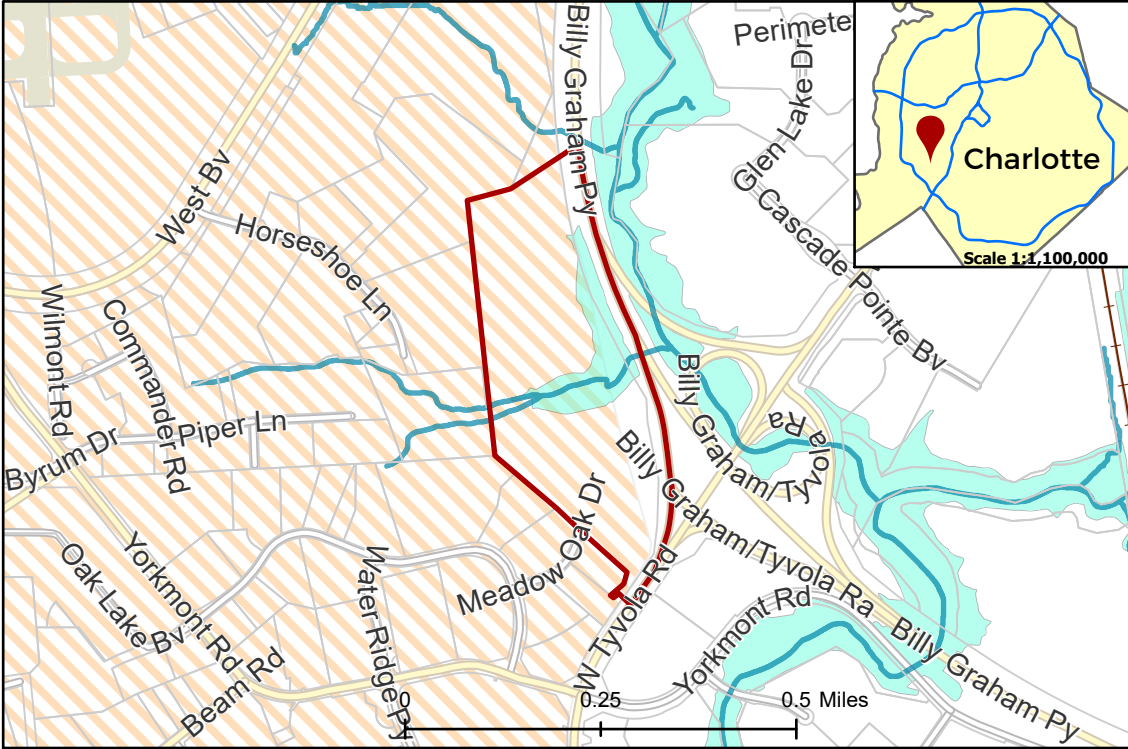 Billy Graham Py
Perimete
Glen Lake Dr
G Cascade Pointe Bv
Charlotte
Scale 1:1,100,000
West Bv
Horseshoe Ln
Wilmont Rd
Commander Rd
Piper Ln
Byrum Dr
Billy Graham/Tyvola Ra
Billy Graham/Tyvola Ra
Meadow Oak Dr
W Tyvola Rd
Yorkmont Rd
Oak Lake Bv
Water Ridge Py
Beam Rd
Yorkmont Rd
Billy Graham Py
0 0.25 0.5 Miles